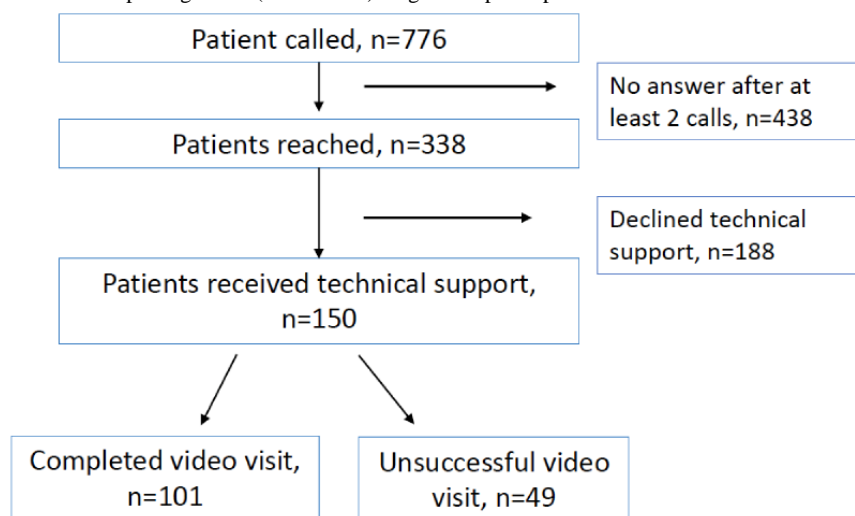 Patient called, n=776
No answer after at
least 2 calls, n=438
Patients reached, n=338
Declined technical
support, n=188
Patients received technical support,
n=150
Completed video visit,
n=101
Unsuccessful video
visit, n=49